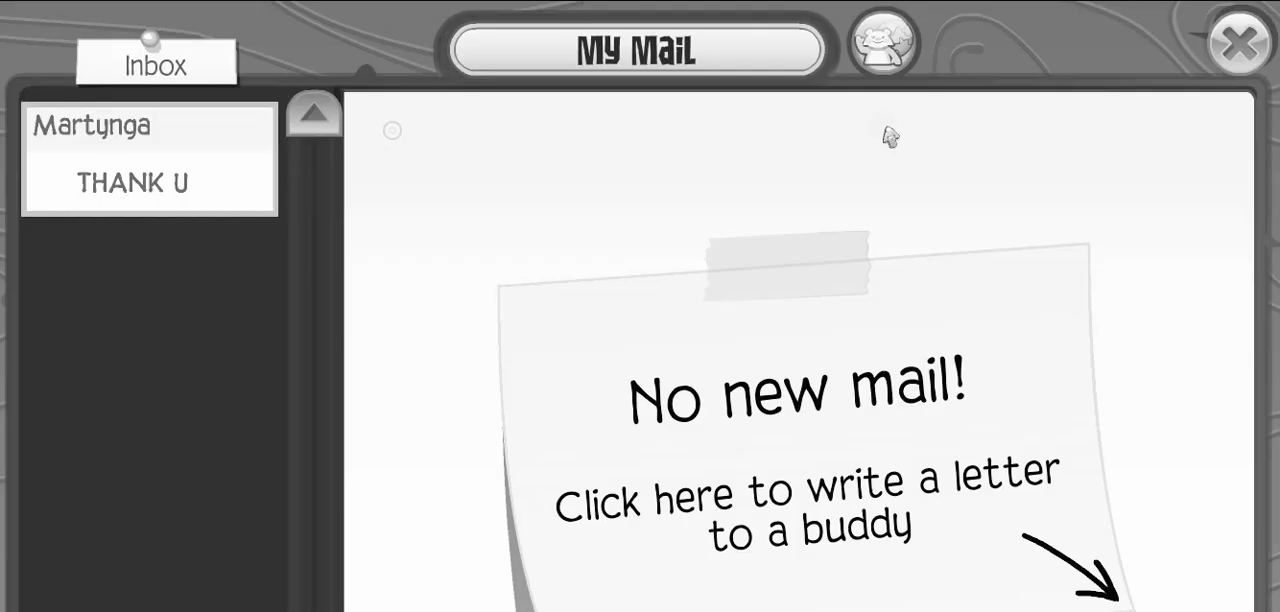 My Mail
Inbox
Martynga
THANK U
No new mail!
Click here to write a letter
to a buddy